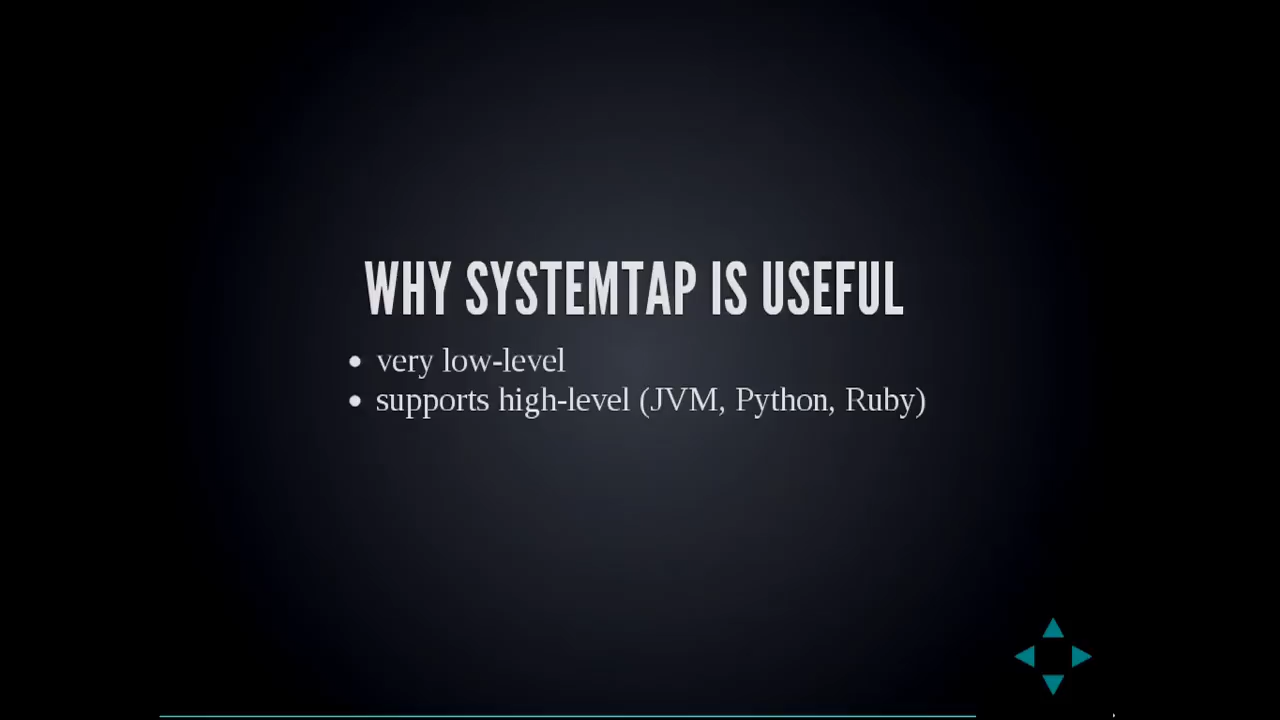 WHY SYSTEMTAP IS USEFUL
• very low-level
• supports high-level (JVM, Python, Ruby)